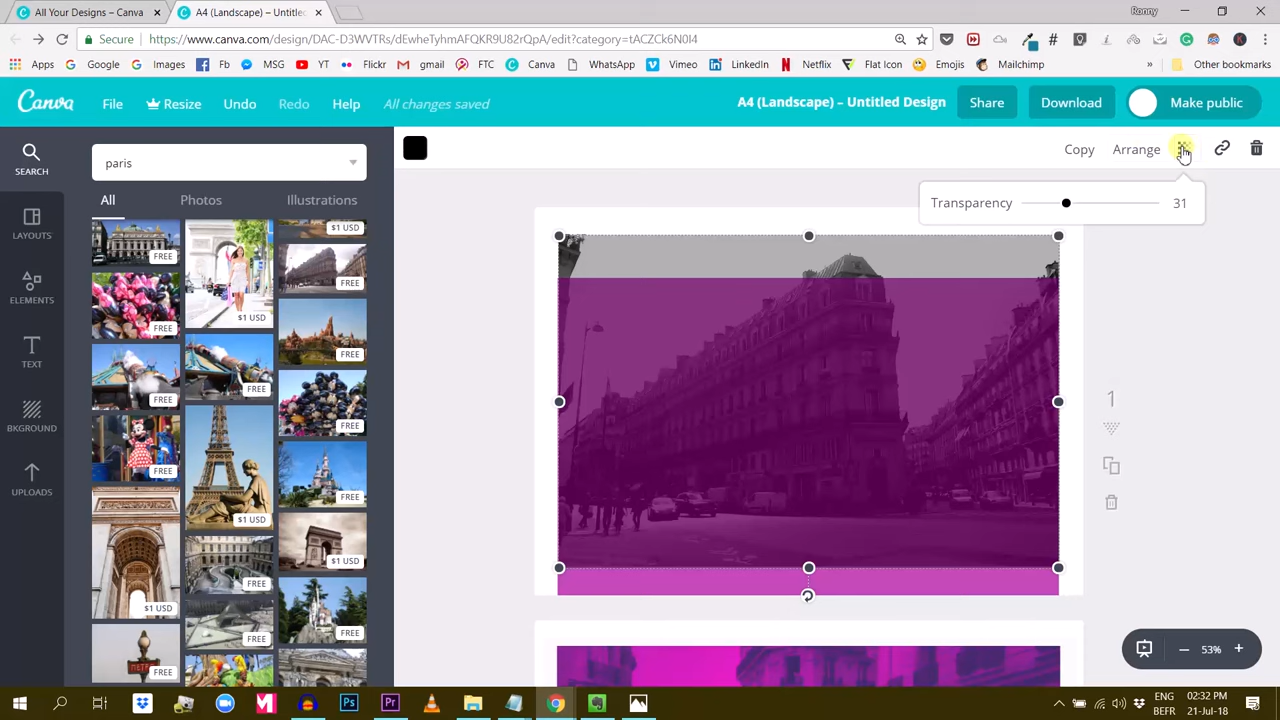 Ronny
All Your Designs – Canva
A4 (Landscape) – Untitled
Secure
https://www.canva.com/design/DAC-D3WVTRs/dEwheTyhmAFQKR9U82rQpA/edit?category=tACZCk0NI4
Apps
Google
Images
Fb
MSG
YT
Flickr
gmail
FTC
Canva
WhatsApp
Vimeo
LinkedIn
Netflix
Flat Icon
Emojis
Mailchimp
»
Other bookmarks
Canva
File
Resize
Undo
Redo
Help
All changes saved
A4 (Landscape) – Untitled Design
Share
Download
Make public
SEARCH
paris
Copy
Arrange
All
Photos
Illustrations
Transparency
31
LAYOUTS
ELEMENTS
TEXT
BKGROUND
UPLOADS
$1 USD
FREE
FREE
$1 USD
FREE
FREE
FREE
FREE
FREE
FREE
FREE
$1 USD
FREE
$1 USD
$1 USD
FREE
FREE
FREE
FREE
METRO
1
53%
Ps
Pr
ENG
BEFR
02:32 PM
21-Jul-18